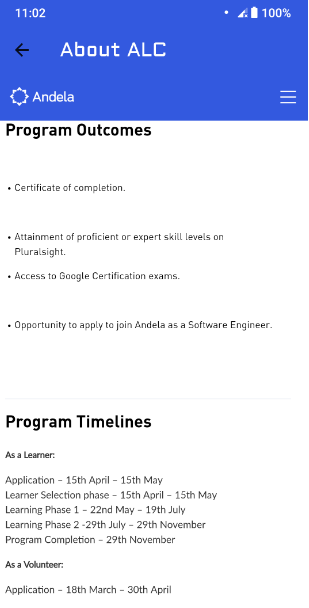 11:02
100%
About ALC
Andela
Program Outcomes
• Certificate of completion.
• Attainment of proficient or expert skill levels on
Pluralsight.
• Access to Google Certification exams.
• Opportunity to apply to join Andela as a Software Engineer.
Program Timelines
As a Learner:
Application – 15th April – 15th May
Learner Selection phase – 15th April – 15th May
Learning Phase 1 – 22nd May – 19th July
Learning Phase 2 -29th July – 29th November
Program Completion – 29th November
As a Volunteer:
Application – 18th March – 30th April